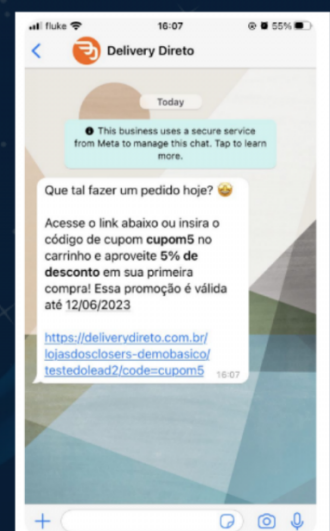 fluke 16:07 55%
Delivery Direto
Today
This business uses a secure service
from Meta to manage this chat. Tap to learn
more.
Que tal fazer um pedido hoje? 🤩
Acesse o link abaixo ou insira o
código de cupom cupom5 no
carrinho e aproveite 5% de
desconto em sua primeira
compra! Essa promoção é válida
até 12/06/2023
https://deliverydireto.com.br/
lojasdosclosers-demobasico/
testedolead2/code=cupom5 16:07